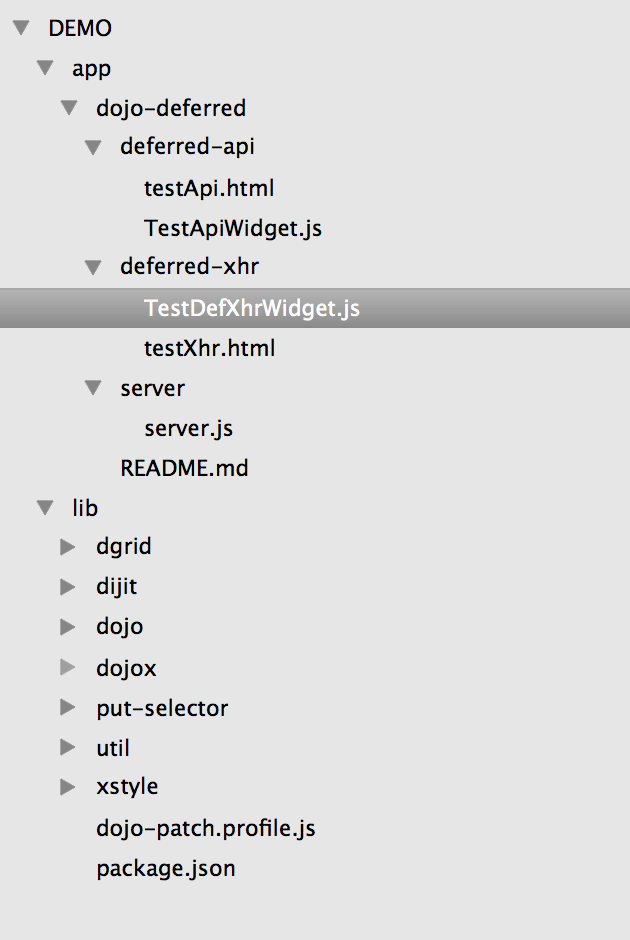 DEMO
app
dojo-deferred
deferred-api
testApi.html
TestApiWidget.js
deferred-xhr
TestDefXhrWidget.js
testXhr.html
server
server.js
README.md
lib
dgrid
dijit
dojo
dojox
put-selector
util
xstyle
dojo-patch.profile.js
package.json